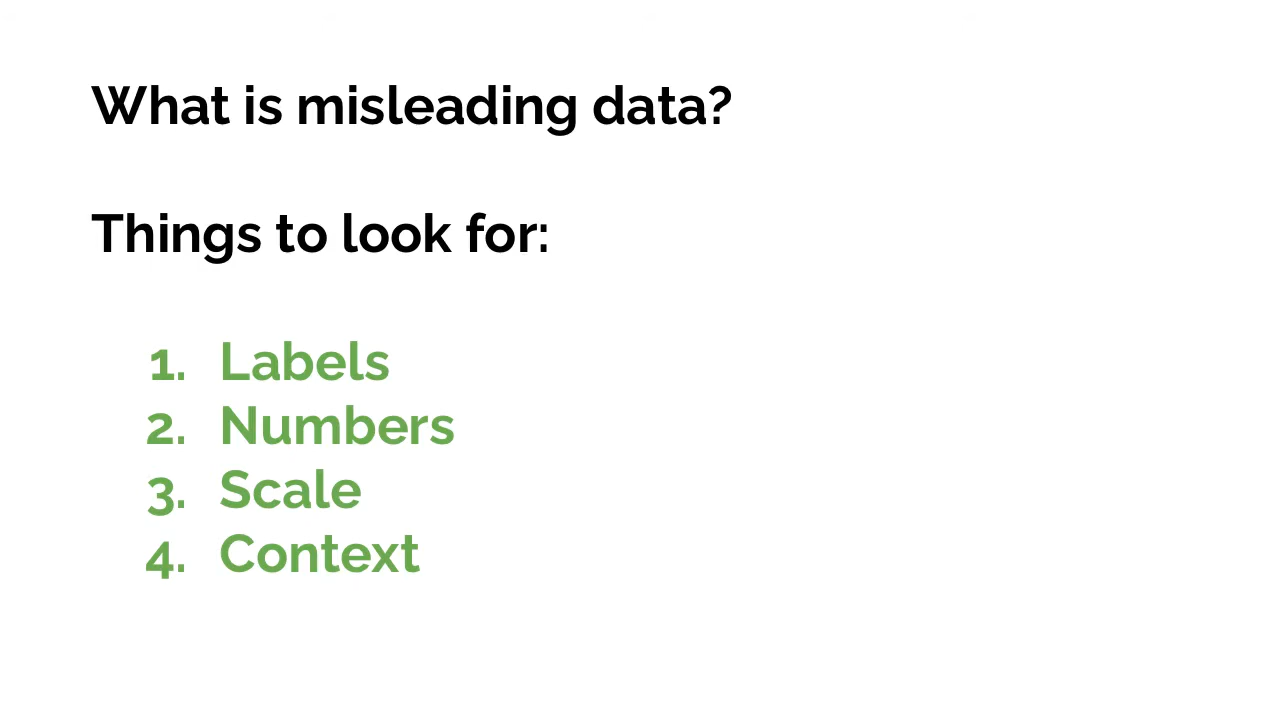 What is misleading data?
Things to look for:
1. Labels
2. Numbers
3. Scale
4. Context